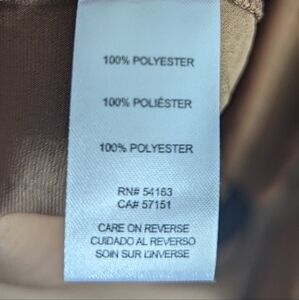 100% POLYESTER
100% POLIÉSTER
100% POLYESTER
RN# 54163
CA# 57151
CARE ON REVERSE
CUIDADO AL REVERSO
SOIN SUR L'INVERSE